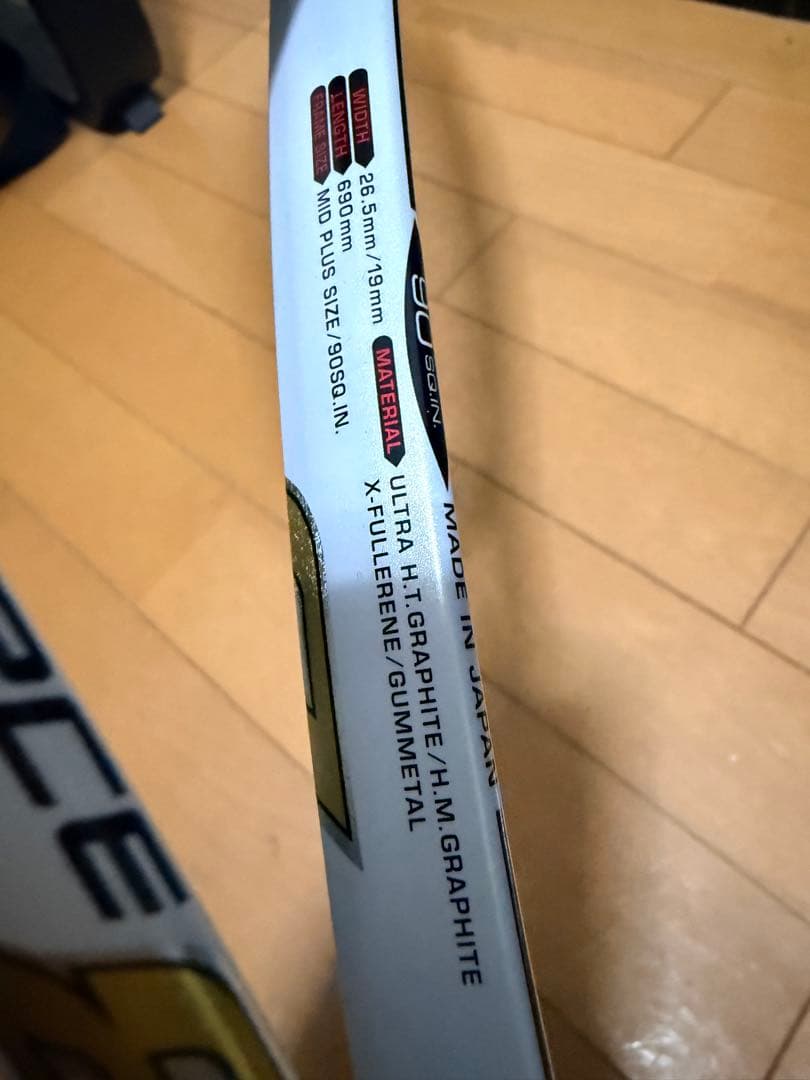 WIDTH 26.5mm/19mm
LENGTH 690mm
FRAME SIZE MID PLUS SIZE/90SQ.IN.
MATERIAL ULTRA H.T.GRAPHITE/H.M.GRAPHITE
X-FULLERENE/GUMMETAL
90 SQ.IN.
MADE IN JAPAN